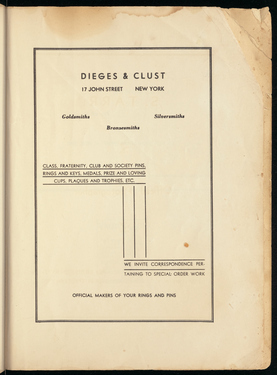 DIEGES & CLUST
17 JOHN STREET NEW YORK
Goldsmiths Silversmiths
Bronzesmiths
CLASS, FRATERNITY, CLUB AND SOCIETY PINS,
RINGS AND KEYS, MEDALS, PRIZE AND LOVING
CUPS, PLAQUES AND TROPHIES, ETC.
WE INVITE CORRESPONDENCE PER-
TAINING TO SPECIAL ORDER WORK
OFFICIAL MAKERS OF YOUR RINGS AND PINS